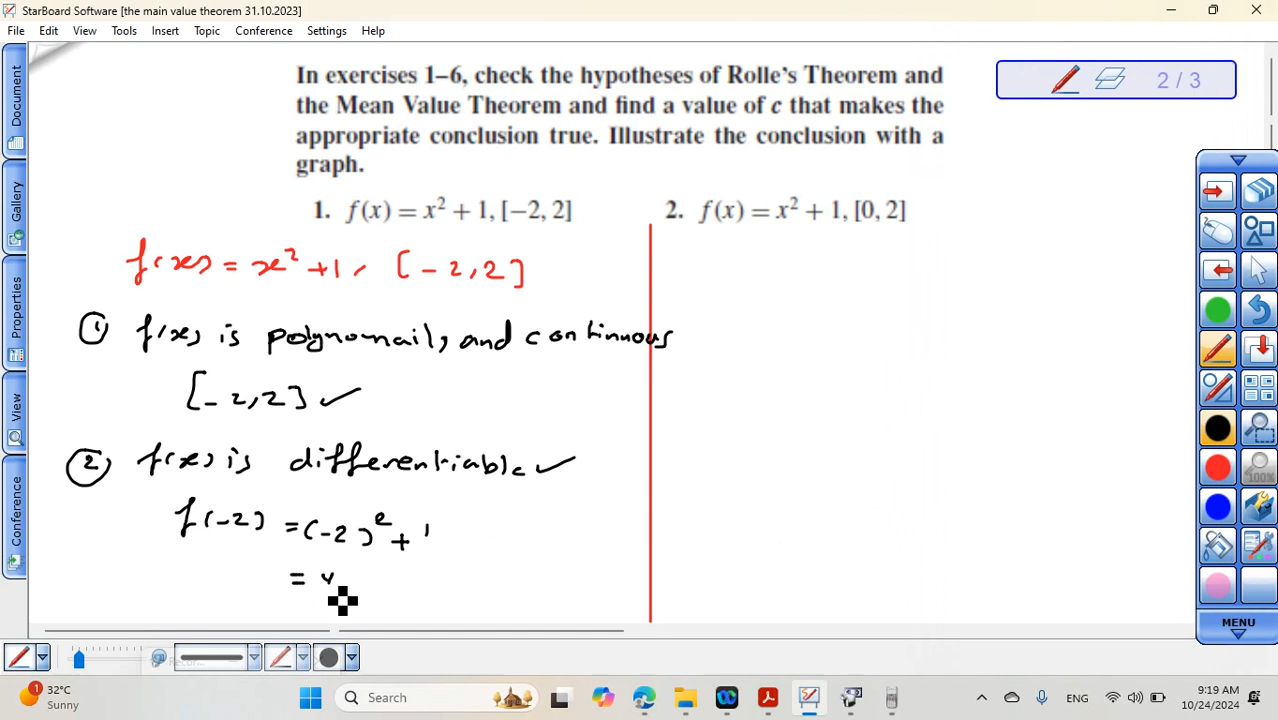 StarBoard Software [the main value theorem 31.10.2023]
File Edit View Tools Insert Topic Conference Settings Help
In exercises 1–6, check the hypotheses of Rolle's Theorem and
the Mean Value Theorem and find a value of c that makes the
appropriate conclusion true. Illustrate the conclusion with a
graph.
1. f(x) = x² + 1, [−2, 2]
2. f(x) = x² + 1, [0, 2]
f(x) = x² + 1, [-2,2]
① f(x) is polynomail, and continuous
[-2,2] ✓
② f(x) is differentiable ✓
f(-2) = (-2)² + 1
= 4
2 / 3
Document
Gallery
Properties
View
Conference
100%
MENU
32°C
Sunny
1
Search
ENG
9:19 AM
10/24/2024